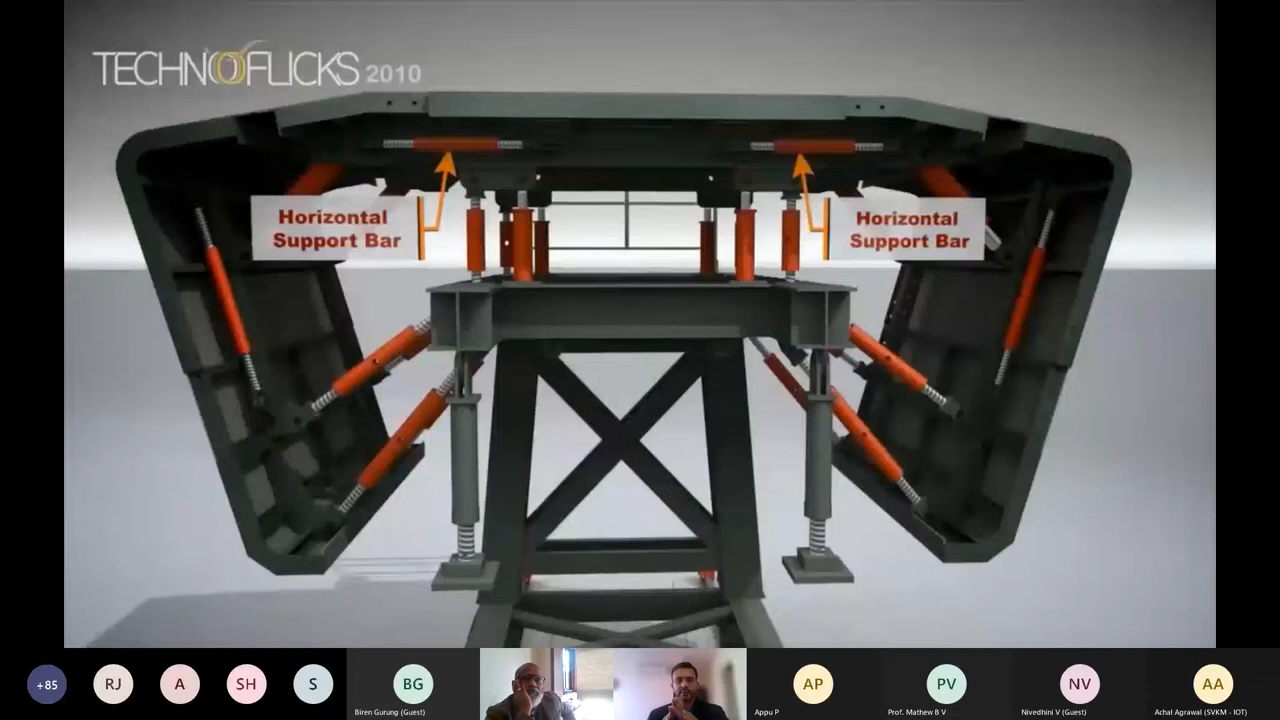 TECHNOFLICKS 2010
Horizontal
Support Bar
Horizontal
Support Bar
+85
RJ
A
SH
S
BG
AP
PV
NV
AA
Biren Gurung (Guest)
Appu P
Prof. Mathew B V
Nivedhini V (Guest)
Achal Agrawal (SVKM - IOT)